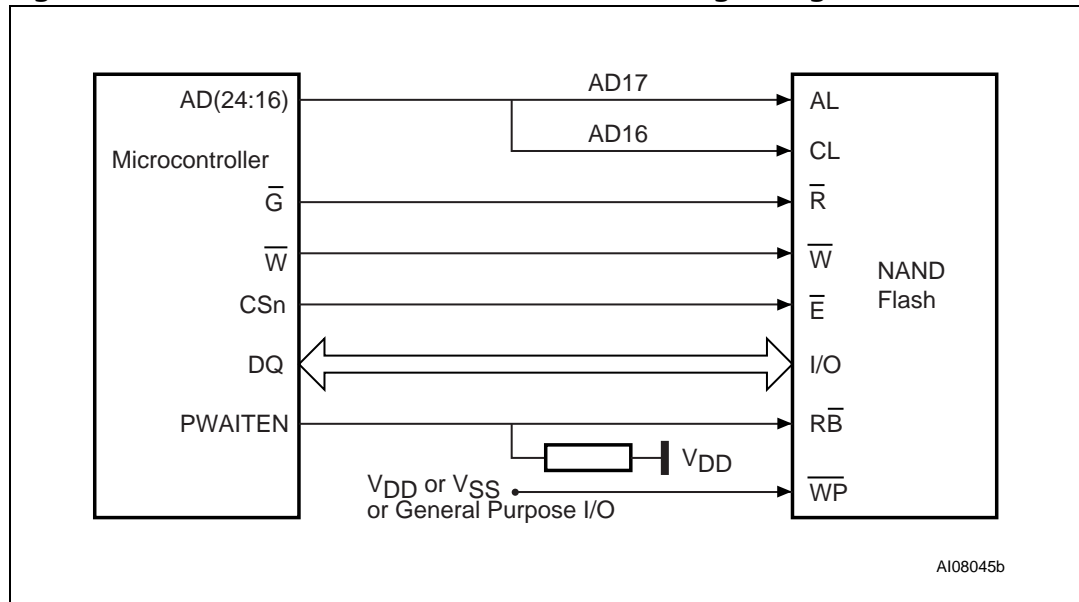 AD(24:16)
Microcontroller
G̅
W̅
CSn
DQ
PWAITEN
AD17
AD16
VDD
VDD or VSS
or General Purpose I/O
AL
CL
R̅
W̅
E̅
I/O
RB̅
W̅P̅
NAND
Flash
AI08045b